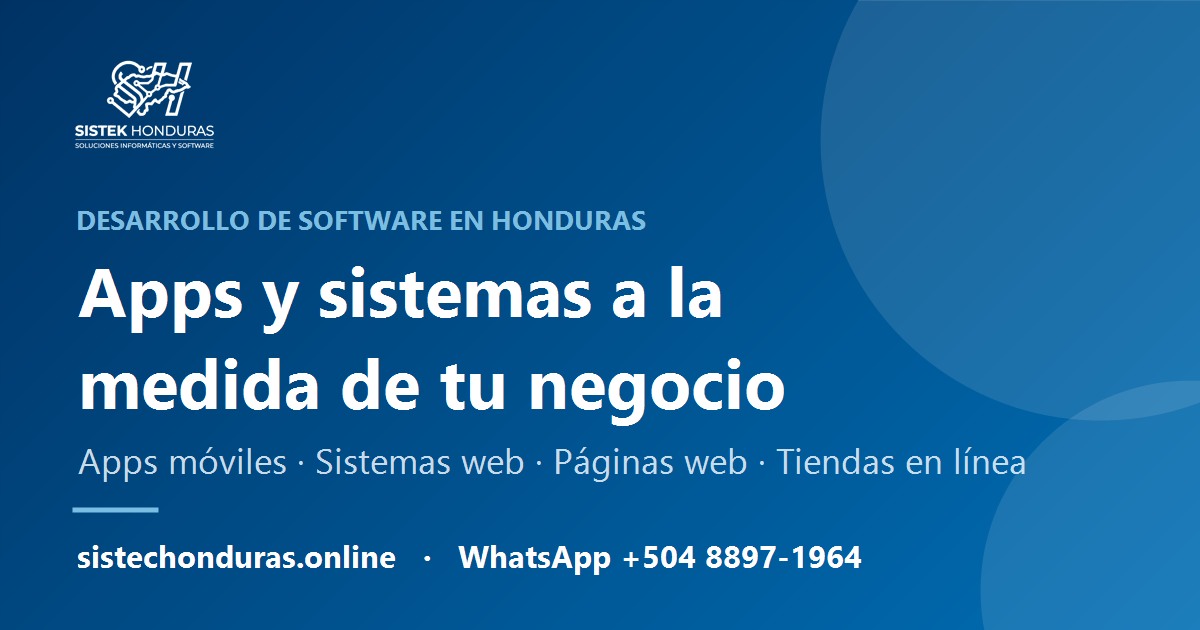 SISTEK HONDURAS
SOLUCIONES INFORMÁTICAS Y SOFTWARE
DESARROLLO DE SOFTWARE EN HONDURAS
Apps y sistemas a la
medida de tu negocio
Apps móviles · Sistemas web · Páginas web · Tiendas en línea
sistechonduras.online · WhatsApp +504 8897-1964